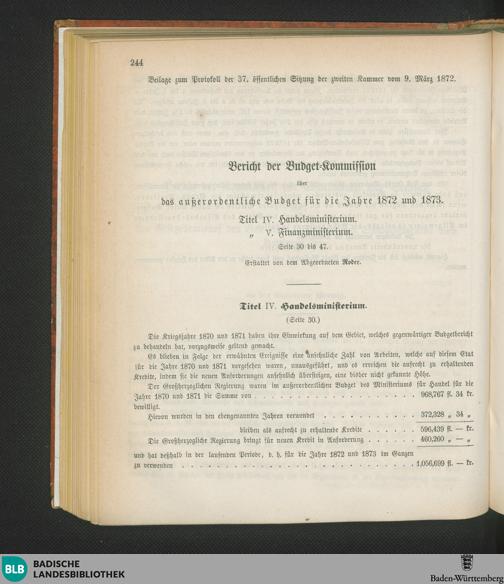 244
Beilage zum Protokoll der 37. öffentlichen Sitzung der zweiten Kammer vom 9. März 1872.
Bericht der Budget-Kommission
über
das außerordentliche Budget für die Jahre 1872 und 1873.
Titel IV. Handelsministerium.
„ V. Finanzministerium.
Seite 30 bis 47.
Erstattet von dem Abgeordneten Roder.
Titel IV. Handelsministerium.
(Seite 30.)
Die Kriegsjahre 1870 und 1871 haben ihre Einwirkung auf dem Gebiet, welches gegenwärtiger Budgetbericht
zu behandeln hat, vorzugsweise geltend gemacht.
Es blieben in Folge der erwähnten Ereignisse eine ansehnliche Zahl von Arbeiten, welche auf diesem Etat
für die Jahre 1870 und 1871 vorgesehen waren, unausgeführt, und es erreichen die aufrecht zu erhaltenden
Kredite, indem sie die neuen Anforderungen ansehnlich übersteigen, eine bisher nicht gekannte Höhe.
Der Großherzoglichen Regierung waren im außerordentlichen Budget des Ministeriums für Handel für die
Jahre 1870 und 1871 die Summe von . . . . . 968,767 fl. 34 kr.
bewilligt.
Hievon wurden in den ebengenannten Jahren verwendet . . . . . 372,328 „ 34 „
bleiben als aufrecht zu erhaltende Kredite . . . . . 596,439 fl. — kr.
Die Großherzogliche Regierung bringt für neuen Kredit in Anforderung . . . . . 460,260 „ — „
und hat deßhalb in der laufenden Periode, d. h. für die Jahre 1872 und 1873 im Ganzen
zu verwenden . . . . . 1,056,699 fl. — kr.
BLB BADISCHE
LANDESBIBLIOTHEK
Baden-Württemberg